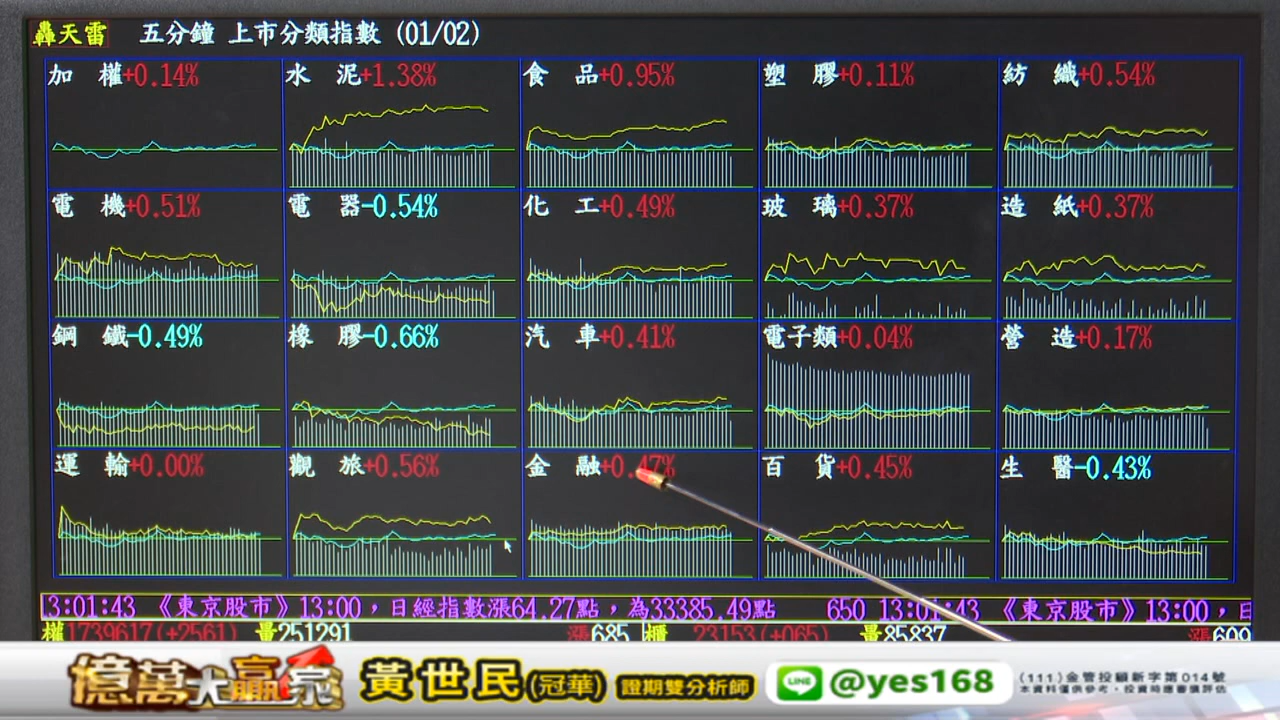 轟天雷 五分鐘 上市分類指數 (01/02)
加權+0.14% 水泥+1.38% 食品+0.95% 塑膠+0.11% 紡織+0.54%
電機+0.51% 電器-0.54% 化工+0.49% 玻璃+0.37% 造紙+0.37%
鋼鐵-0.49% 橡膠-0.66% 汽車+0.41% 電子類+0.04% 營造+0.17%
運輸+0.00% 觀旅+0.56% 金融+0.47% 百貨+0.45% 生醫-0.43%
13:01:43 《東京股市》13:00，日經指數漲64.27點，為33385.49點 650 13:01:43 《東京股市》13:00，日
權1739617(+2561) 量251291 漲685 櫃 23153(+065) 量85837 漲609
億萬大贏家 黃世民(冠華) 證期雙分析師 LINE @yes168 (111)金管投顧新字第014號
本資料僅供參考，投資時應審慎評估